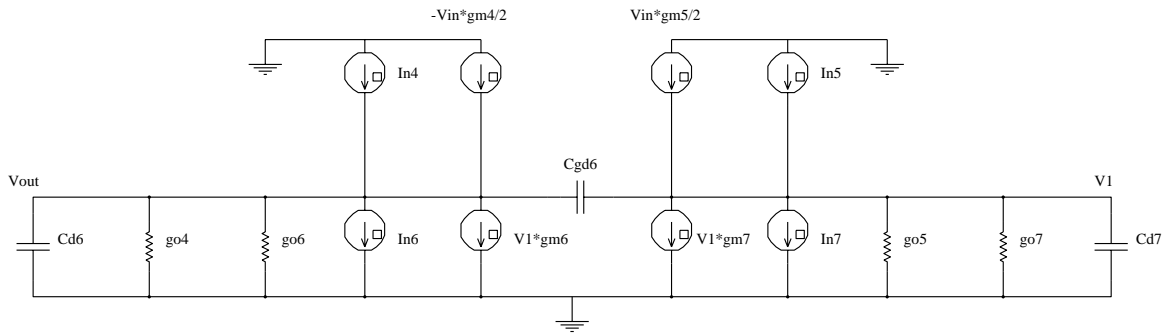 -Vin*gm4/2
Vin*gm5/2
In4
In5
Cgd6
Vout
V1
Cd6
go4
go6
In6
V1*gm6
V1*gm7
In7
go5
go7
Cd7